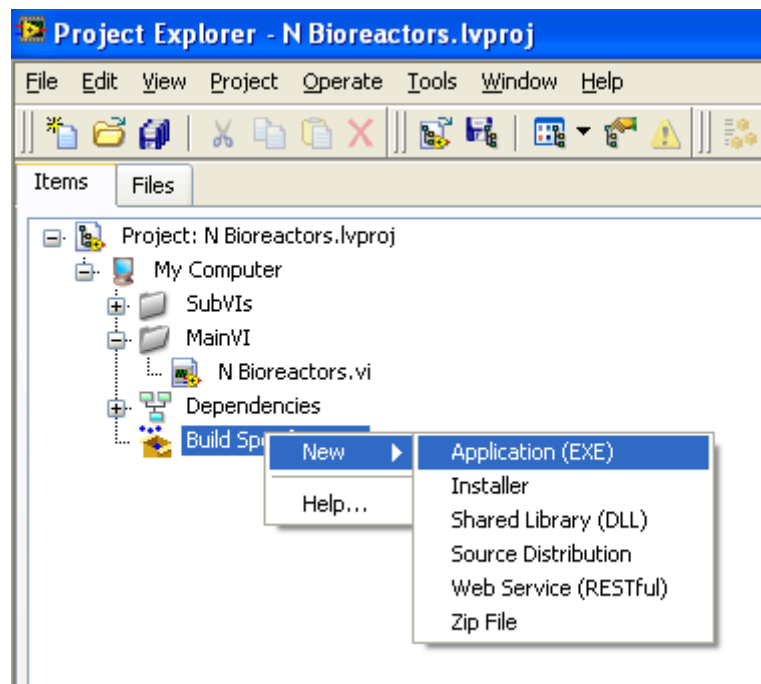 Project Explorer - N Bioreactors.lvproj
File Edit View Project Operate Tools Window Help
Items Files
Project: N Bioreactors.lvproj
My Computer
SubVIs
MainVI
N Bioreactors.vi
Dependencies
Build
New
Help...
Application (EXE)
Installer
Shared Library (DLL)
Source Distribution
Web Service (RESTful)
Zip File